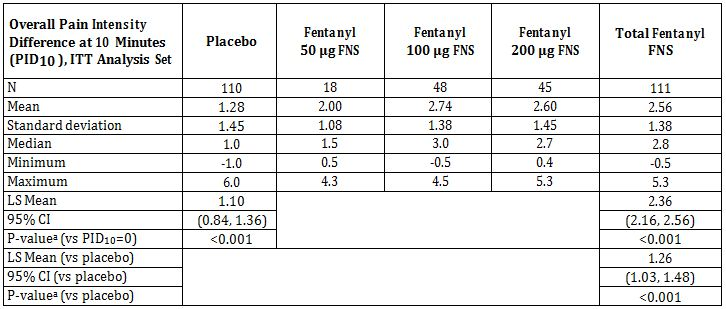 Overall Pain Intensity
Difference at 10 Minutes
(PID10), ITT Analysis Set
Placebo
Fentanyl
50 µg FNS
Fentanyl
100 µg FNS
Fentanyl
200 µg FNS
Total Fentanyl
FNS
N 110 18 48 45 111
Mean 1.28 2.00 2.74 2.60 2.56
Standard deviation 1.45 1.08 1.38 1.45 1.38
Median 1.0 1.5 3.0 2.7 2.8
Minimum -1.0 0.5 -0.5 0.4 -0.5
Maximum 6.0 4.3 4.5 5.3 5.3
LS Mean 1.10 2.36
95% CI (0.84, 1.36) (2.16, 2.56)
P-valueᵃ (vs PID10=0) <0.001 <0.001
LS Mean (vs placebo) 1.26
95% CI (vs placebo) (1.03, 1.48)
P-valueᵃ (vs placebo) <0.001